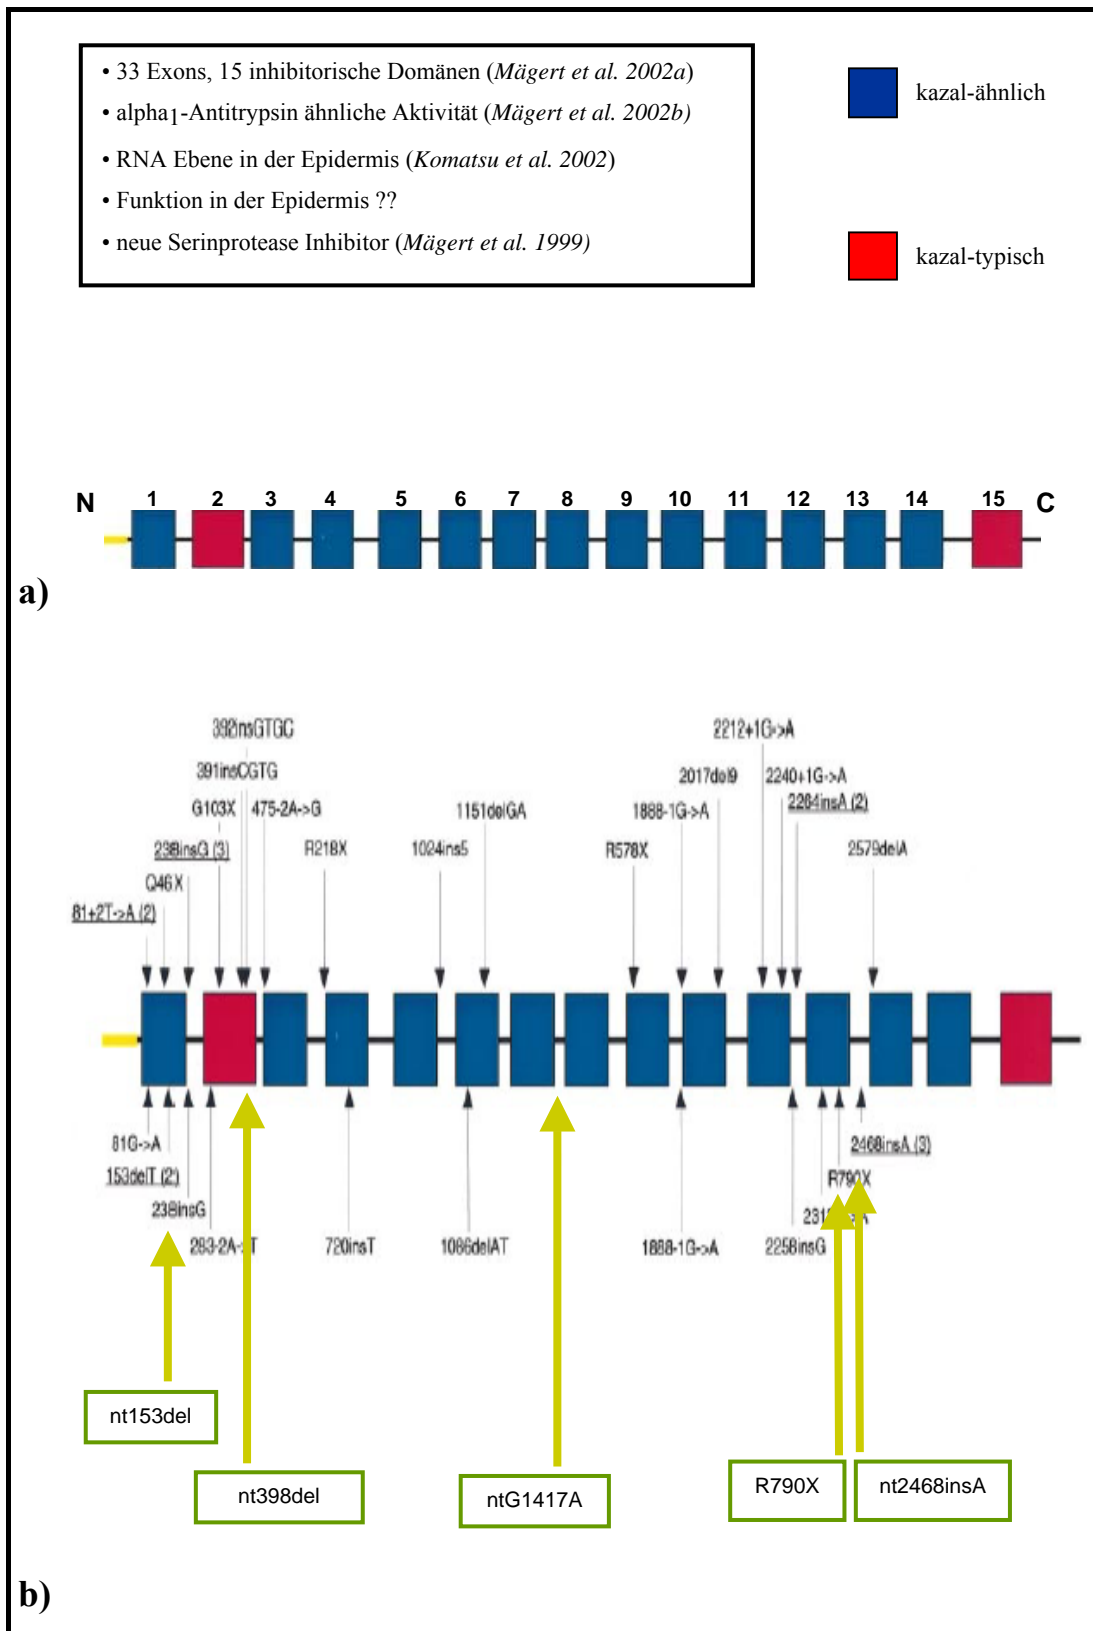 • 33 Exons, 15 inhibitorische Domänen (Mägert et al. 2002a)
• alpha1-Antitrypsin ähnliche Aktivität (Mägert et al. 2002b)
• RNA Ebene in der Epidermis (Komatsu et al. 2002)
• Funktion in der Epidermis ??
• neue Serinprotease Inhibitor (Mägert et al. 1999)
kazal-ähnlich
kazal-typisch
N 1 2 3 4 5 6 7 8 9 10 11 12 13 14 15 C
a)
392insGTGC
2212+1G->A
391insCGTG
2017del9
2240+1G->A
G103X
475-2A->G
1151delGA
1888-1G->A
2264insA (2)
238insG (3)
R218X
1024ins5
R578X
2579delA
Q46X
81+2T->A (2)
81G->A
153delT (2)
238insG
283-2A->T
720insT
1086delAT
1888-1G->A
2258insG
R790X
2468insA (3)
nt153del
nt398del
ntG1417A
R790X
nt2468insA
b)